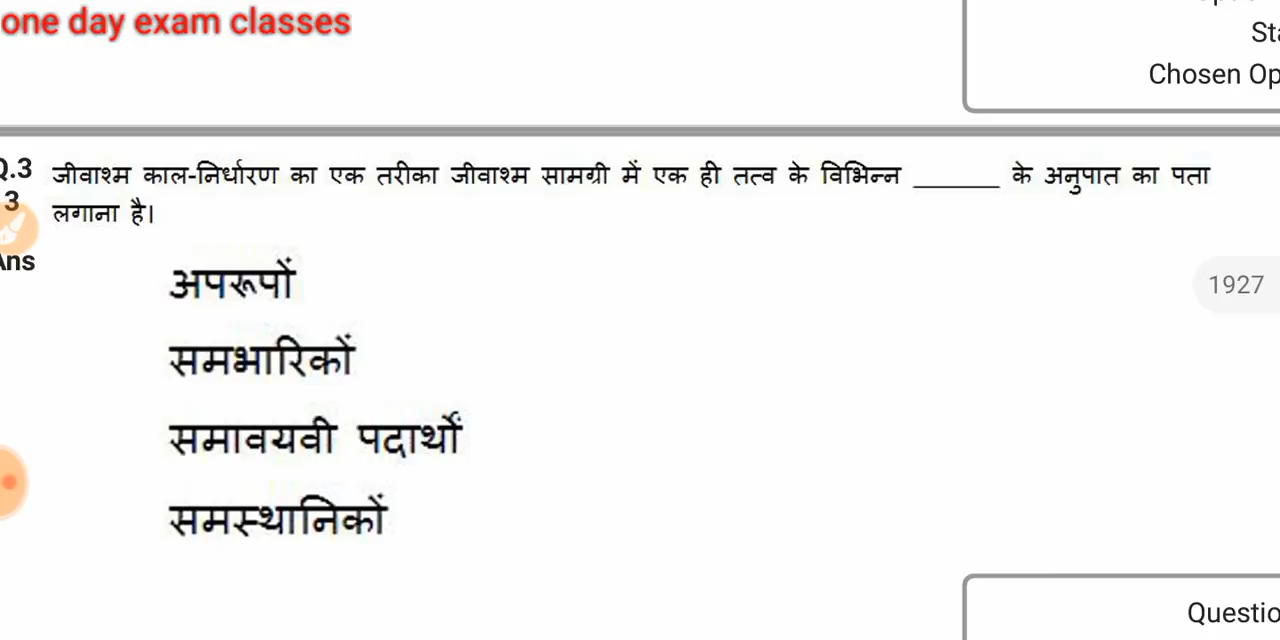 one day exam classes
Chosen Op
Q.3 जीवाश्म काल-निर्धारण का एक तरीका जीवाश्म सामग्री में एक ही तत्व के विभिन्न ______ के अनुपात का पता
3 लगाना है।
Ans
अपरूपों
समभारिकों
समावयवी पदार्थों
समस्थानिकों
1927
Questio